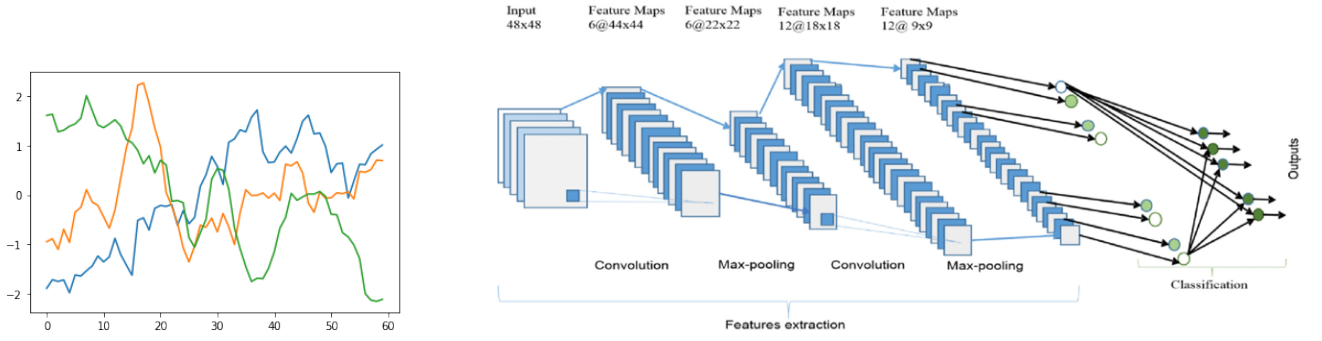 2
1
0
−1
−2
0
10
20
30
40
50
60
Input
48x48
Feature Maps
6@44x44
Feature Maps
6@22x22
Feature Maps
12@18x18
Feature Maps
12@ 9x9
Outputs
Convolution
Max-pooling
Convolution
Max-pooling
Classification
Features extraction